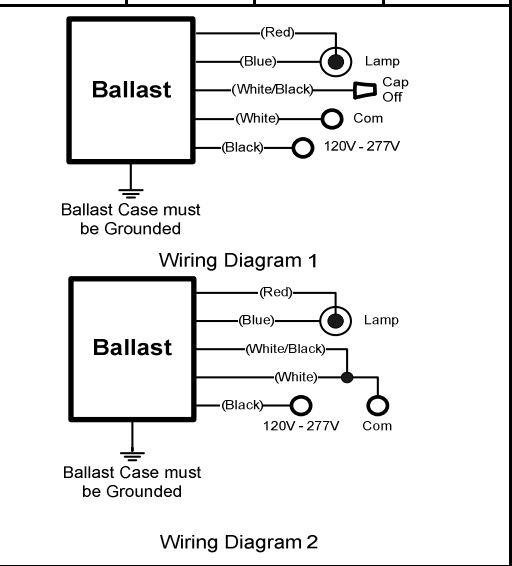 (Red)
(Blue)
Lamp
Ballast
(White/Black)
Cap
Off
(White)
Com
(Black)
120V - 277V
Ballast Case must
be Grounded
Wiring Diagram 1
(Red)
(Blue)
Lamp
Ballast
(White/Black)
(White)
(Black)
120V - 277V
Com
Ballast Case must
be Grounded
Wiring Diagram 2